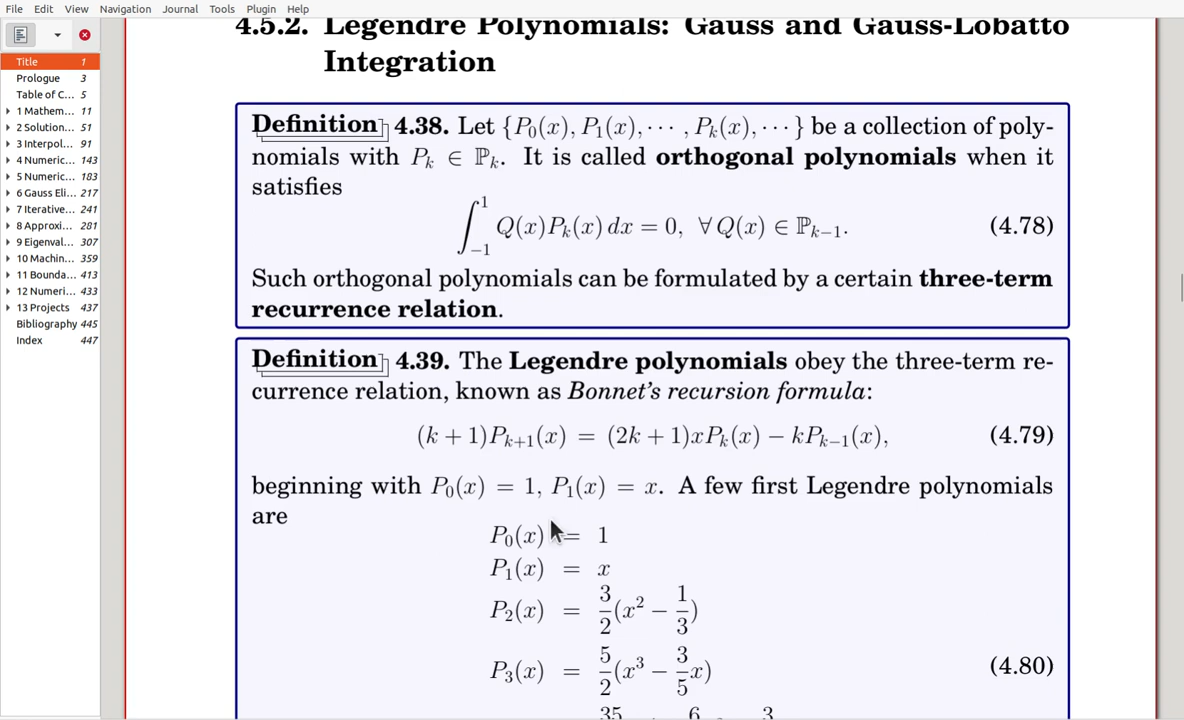 File Edit View Navigation Journal Tools Plugin Help
Title 1
Prologue 3
Table of C... 5
1 Mathem... 11
2 Solution... 51
3 Interpol... 91
4 Numeric... 143
5 Numeric... 183
6 Gauss Eli... 217
7 Iterative... 241
8 Approxi... 281
9 Eigenval... 307
10 Machin... 359
11 Bounda... 413
12 Numeri... 433
13 Projects 437
Bibliography 445
Index 447
4.5.2. Legendre Polynomials: Gauss and Gauss-Lobatto
Integration
Definition 4.38. Let {P₀(x), P₁(x), ⋯ , Pₖ(x), ⋯ } be a collection of poly-
nomials with Pₖ ∈ ℙₖ. It is called orthogonal polynomials when it
satisfies
∫₋₁¹ Q(x)Pₖ(x) dx = 0, ∀ Q(x) ∈ ℙₖ₋₁. (4.78)
Such orthogonal polynomials can be formulated by a certain three-term
recurrence relation.
Definition 4.39. The Legendre polynomials obey the three-term re-
currence relation, known as Bonnet's recursion formula:
(k + 1)Pₖ₊₁(x) = (2k + 1)xPₖ(x) − kPₖ₋₁(x), (4.79)
beginning with P₀(x) = 1, P₁(x) = x. A few first Legendre polynomials
are
P₀(x) = 1
P₁(x) = x
P₂(x) = 3/2(x² − 1/3)
P₃(x) = 5/2(x³ − 3/5x) (4.80)
35 6 3